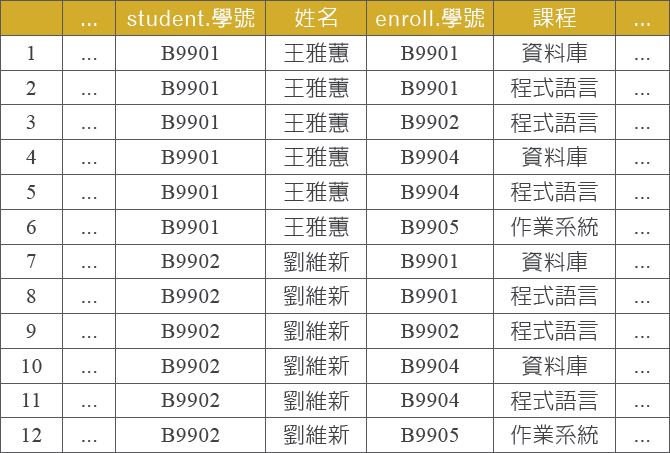 ... student.學號 姓名 enroll.學號 課程 ...
1 ... B9901 王雅蕙 B9901 資料庫 ...
2 ... B9901 王雅蕙 B9901 程式語言 ...
3 ... B9901 王雅蕙 B9902 程式語言 ...
4 ... B9901 王雅蕙 B9904 資料庫 ...
5 ... B9901 王雅蕙 B9904 程式語言 ...
6 ... B9901 王雅蕙 B9905 作業系統 ...
7 ... B9902 劉維新 B9901 資料庫 ...
8 ... B9902 劉維新 B9901 程式語言 ...
9 ... B9902 劉維新 B9902 程式語言 ...
10 ... B9902 劉維新 B9904 資料庫 ...
11 ... B9902 劉維新 B9904 程式語言 ...
12 ... B9902 劉維新 B9905 作業系統 ...